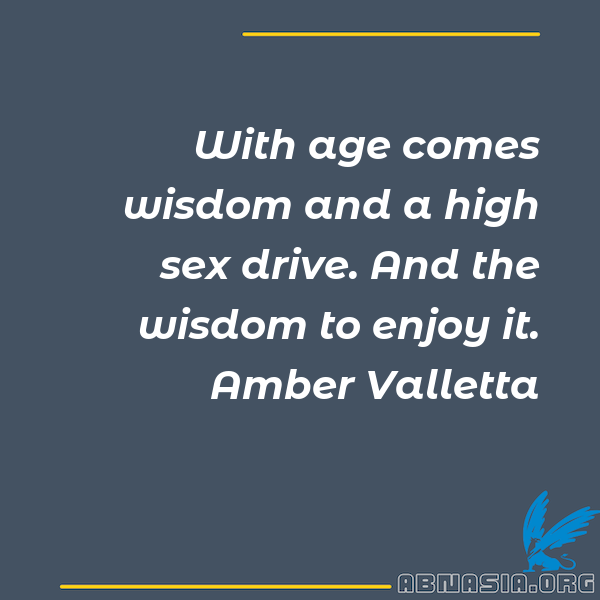 With age comes
wisdom and a high
sex drive. And the
wisdom to enjoy it.
Amber Valletta
ABNASIA.ORG